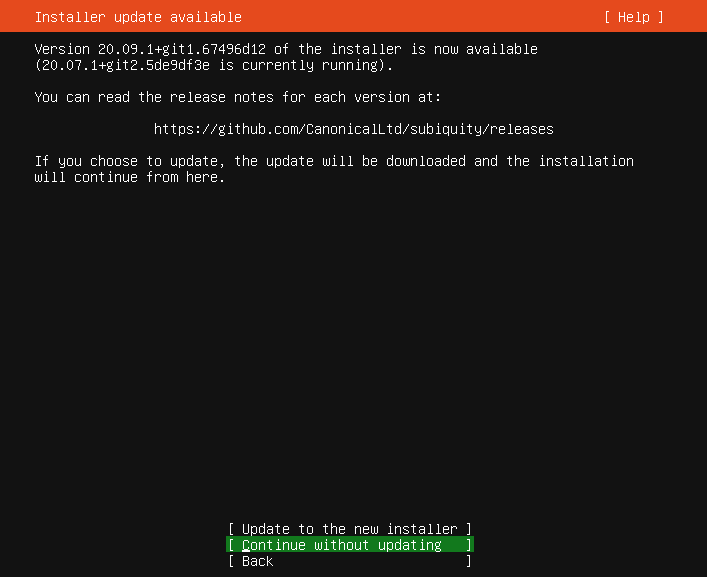 Installer update available [ Help ]
Version 20.09.1+git1.67496d12 of the installer is now available
(20.07.1+git2.5de9df3e is currently running).
You can read the release notes for each version at:
https://github.com/CanonicalLtd/subiquity/releases
If you choose to update, the update will be downloaded and the installation
will continue from here.
[ Update to the new installer ]
[ Continue without updating ]
[ Back ]